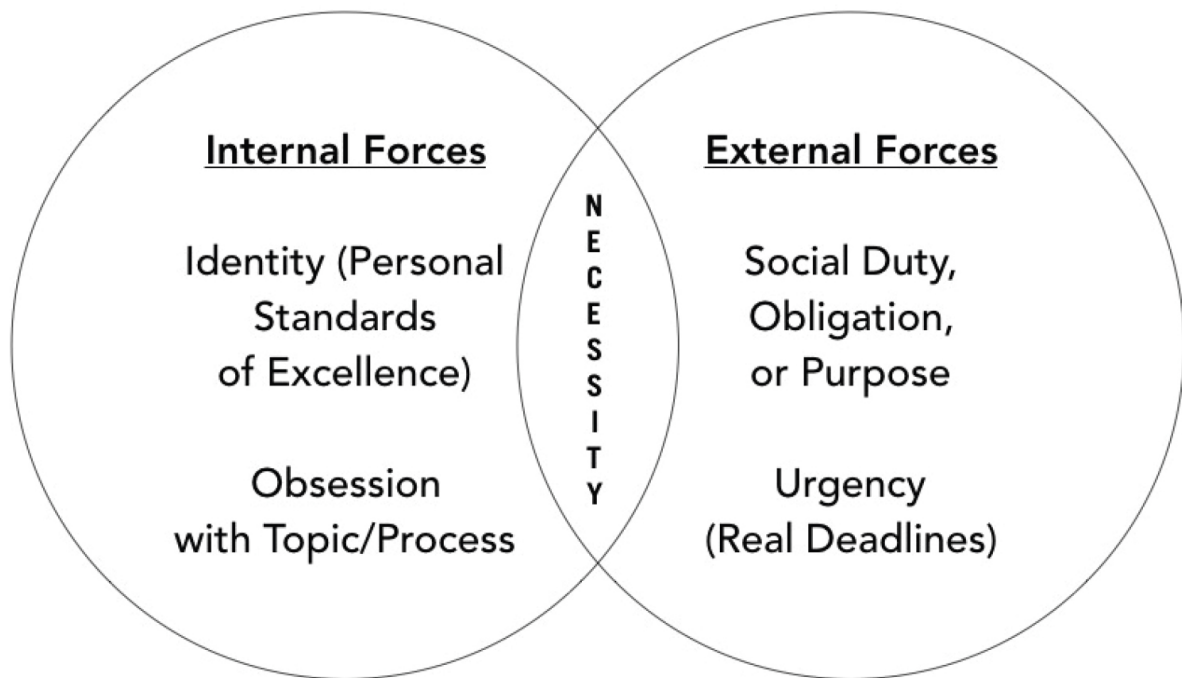 Internal Forces
Identity (Personal
Standards
of Excellence)
Obsession
with Topic/Process
NECESSITY
External Forces
Social Duty,
Obligation,
or Purpose
Urgency
(Real Deadlines)